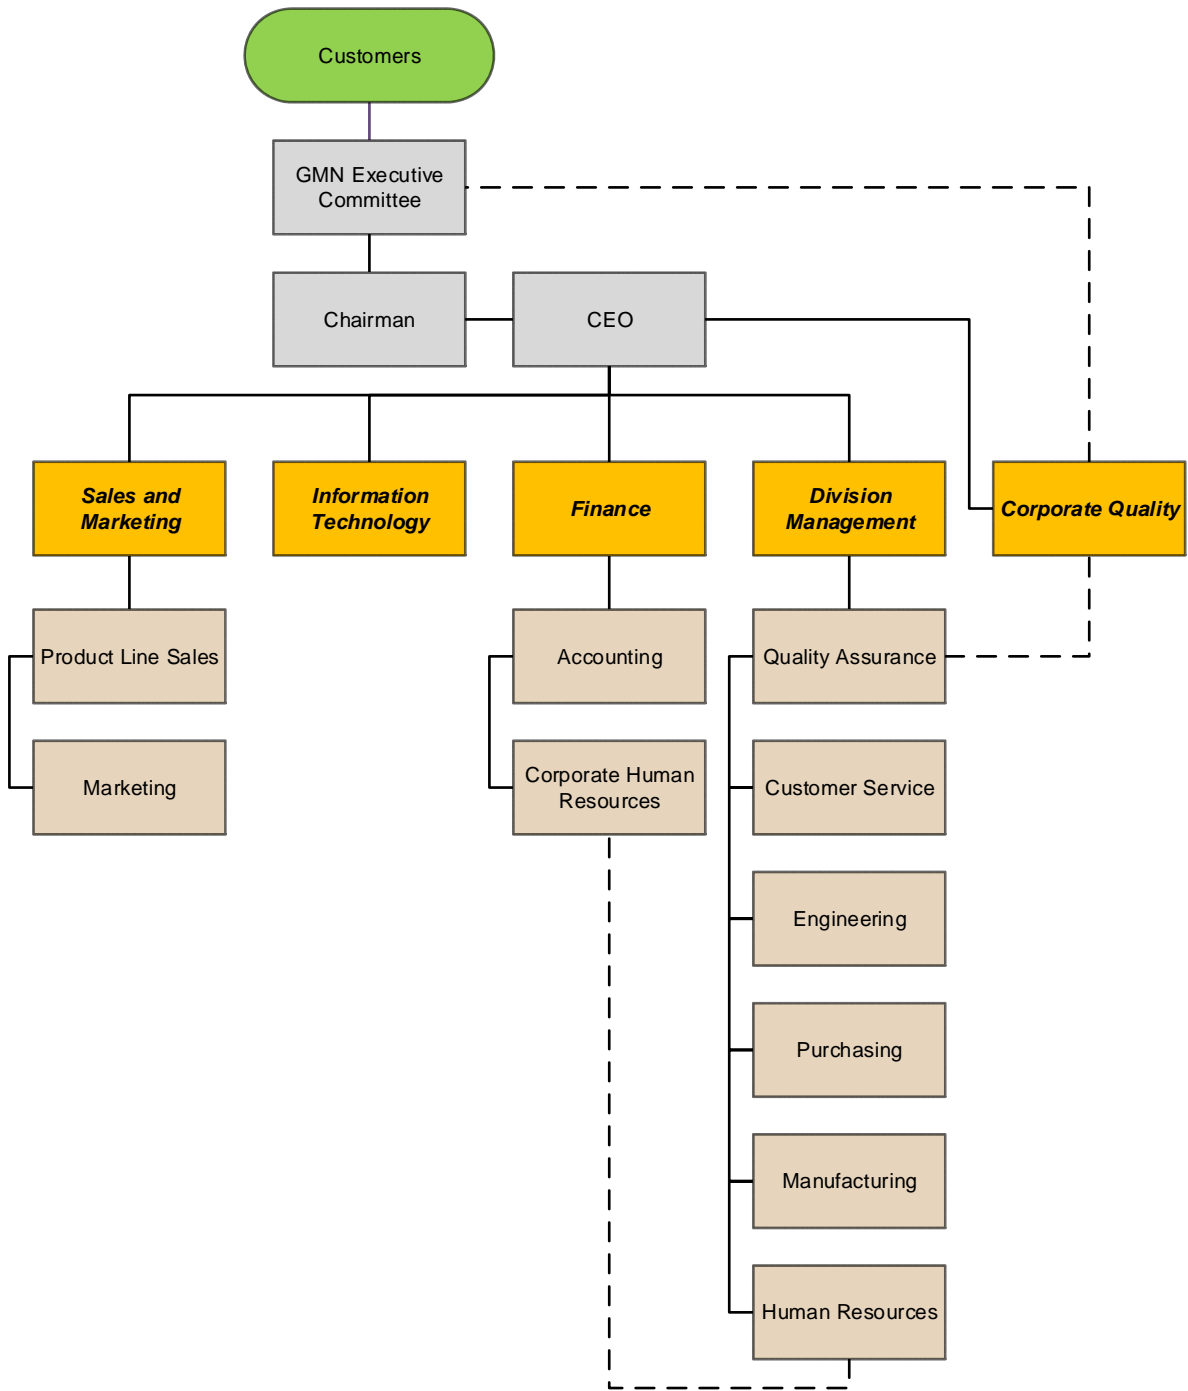 Customers
GMN Executive
Committee
Chairman
CEO
Sales and
Marketing
Information
Technology
Finance
Division
Management
Corporate Quality
Product Line Sales
Accounting
Quality Assurance
Marketing
Corporate Human
Resources
Customer Service
Engineering
Purchasing
Manufacturing
Human Resources